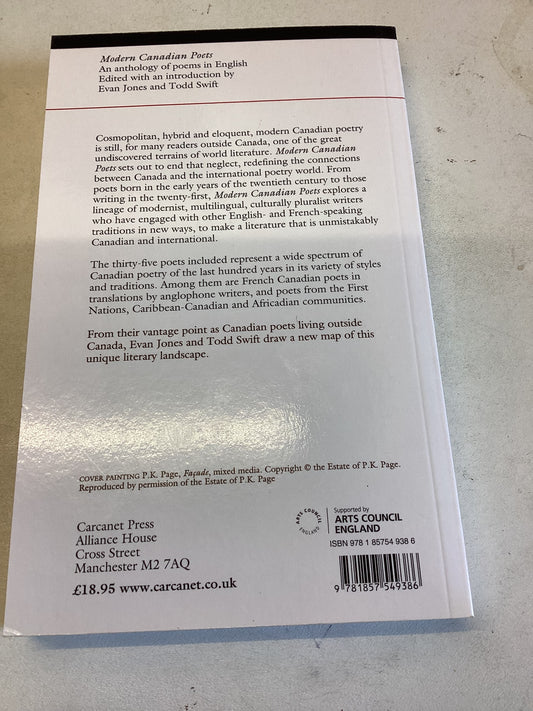 Modern Canadian Poets
An anthology of poems in English
Edited with an introduction by
Evan Jones and Todd Swift
Cosmopolitan, hybrid and eloquent, modern Canadian poetry
is still, for many readers outside Canada, one of the great
undiscovered terrains of world literature. Modern Canadian
Poets sets out to end that neglect, redefining the connections
between Canada and the international poetry world. From
poets born in the early years of the twentieth century to those
writing in the twenty-first, Modern Canadian Poets explores a
lineage of modernist, multilingual, culturally pluralist writers
who have engaged with other English- and French-speaking
traditions in new ways, to make a literature that is unmistakably
Canadian and international.
The thirty-five poets included represent a wide spectrum of
Canadian poetry of the last hundred years in its variety of styles
and traditions. Among them are French Canadian poets in
translations by anglophone writers, and poets from the First
Nations, Caribbean-Canadian and Africadian communities.
From their vantage point as Canadian poets living outside
Canada, Evan Jones and Todd Swift draw a new map of this
unique literary landscape.
COVER PAINTING P.K. Page, Façade, mixed media. Copyright © the Estate of P.K. Page.
Reproduced by permission of the Estate of P.K. Page
Carcanet Press
Alliance House
Cross Street
Manchester M2 7AQ
£18.95 www.carcanet.co.uk
ARTS COUNCIL ENGLAND
Supported by
ARTS COUNCIL
ENGLAND
ISBN 978 1 85754 938 6
9 781857 549386